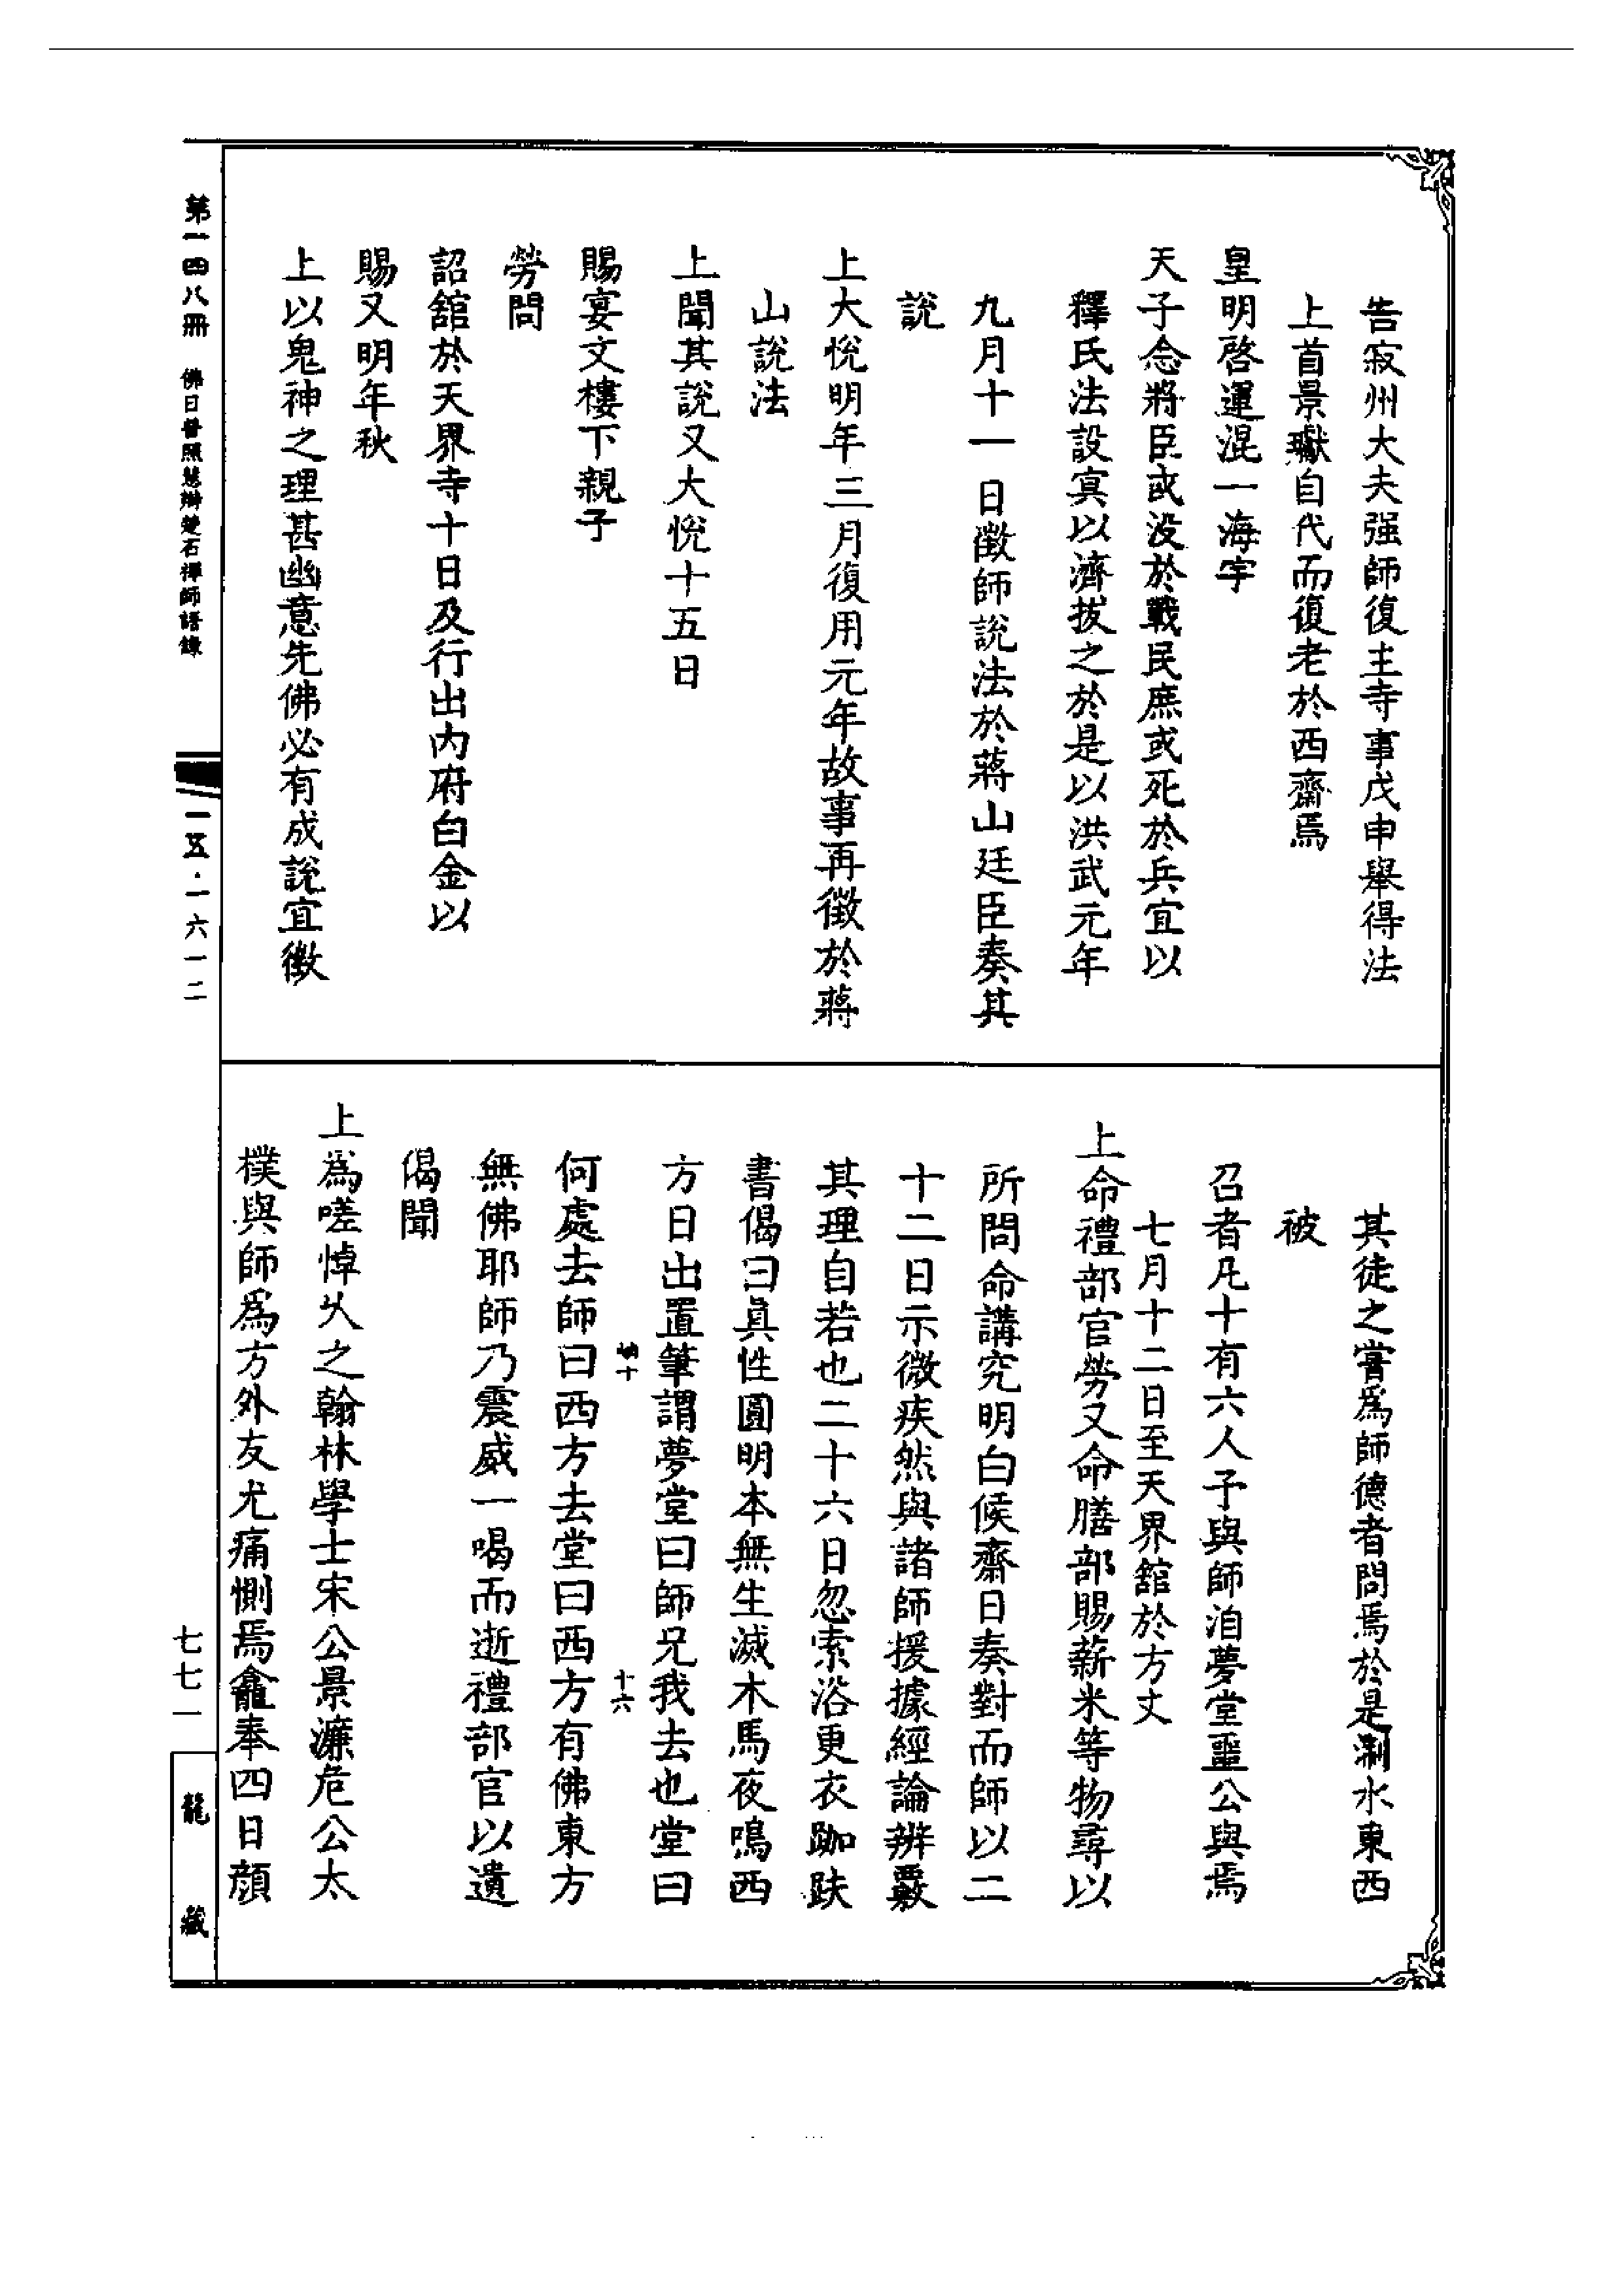 告寂州大夫强師復主寺事戊申舉得法
上首景瓛自代而復老於西齋焉
皇明啓運混一海宇
天子念將臣或没於戰民庶或死於兵宜以
釋氏法設冥以濟拔之於是以洪武元年
九月十一日徵師說法於蔣山廷臣奏其
說
上大悅明年三月復用元年故事再徵於蔣
山說法
上聞其說又大悅十五日
賜宴文樓下親予
勞問
詔舘於天界寺十日及行出内府白金以
賜又明年秋
上以鬼神之理甚幽意先佛必有成說宜徵
其徒之嘗爲師德者問焉於是淛水東西
被
召者凡十有六人予與師洎夢堂噩公與焉
七月十二日至天界舘於方丈
上命禮部官勞又命膳部賜薪米等物尋以
所問命講究明白候齋日奏對而師以二
十二日示微疾然與諸師援據經論辨覈
其理自若也二十六日忽索浴更衣跏趺
書偈曰眞性圓明本無生滅木馬夜鳴西
方日出置筆謂夢堂曰師兄我去也堂曰
十
十六
何處去師曰西方去堂曰西方有佛東方
無佛耶師乃震威一喝而逝禮部官以遺
偈聞
上爲嗟悼乆之翰林學士宋公景濂危公太
樸與師爲方外友尤痛惻焉龕奉四日顔
第一四八冊 佛日普照慧辯楚石禪師語錄
一五·一六一二
七七一
龍藏